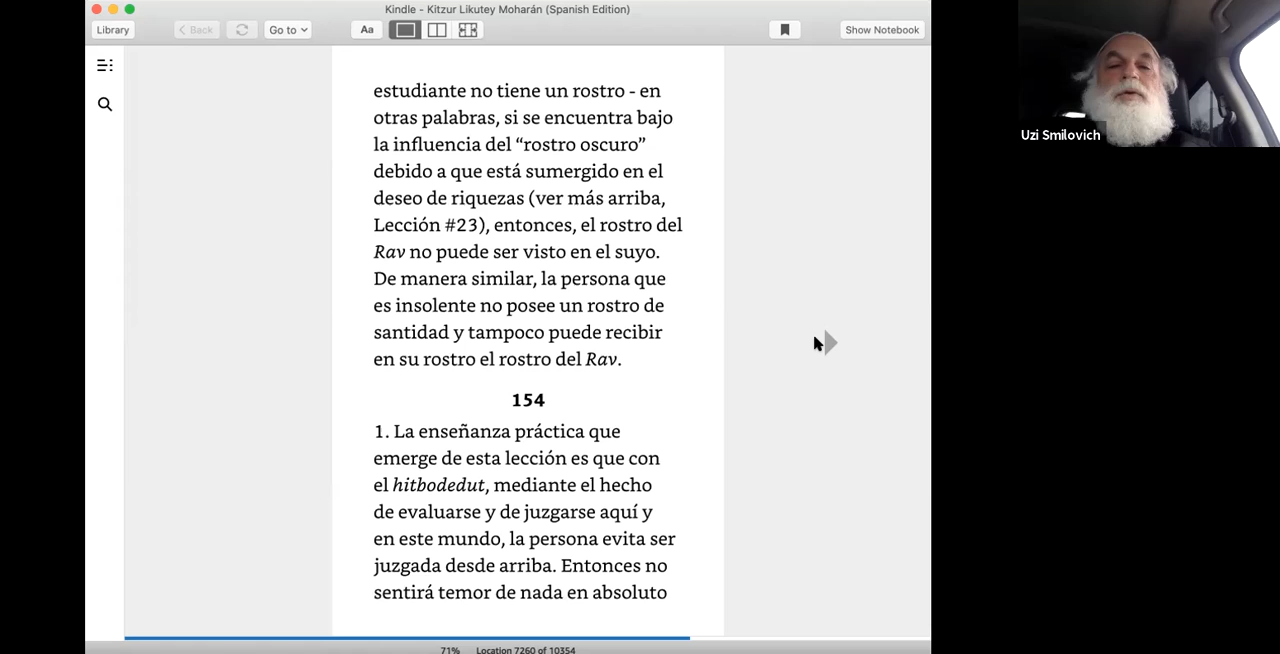 Kindle - Kitzur Likutey Moharán (Spanish Edition)
Library
Back
Go to
Aa
Show Notebook
estudiante no tiene un rostro - en
otras palabras, si se encuentra bajo
la influencia del “rostro oscuro”
debido a que está sumergido en el
deseo de riquezas (ver más arriba,
Lección #23), entonces, el rostro del
Rav no puede ser visto en el suyo.
De manera similar, la persona que
es insolente no posee un rostro de
santidad y tampoco puede recibir
en su rostro el rostro del Rav.
154
1. La enseñanza práctica que
emerge de esta lección es que con
el hitbodedut, mediante el hecho
de evaluarse y de juzgarse aquí y
en este mundo, la persona evita ser
juzgada desde arriba. Entonces no
sentirá temor de nada en absoluto
71% Location 7260 of 10354
Uzi Smilovich